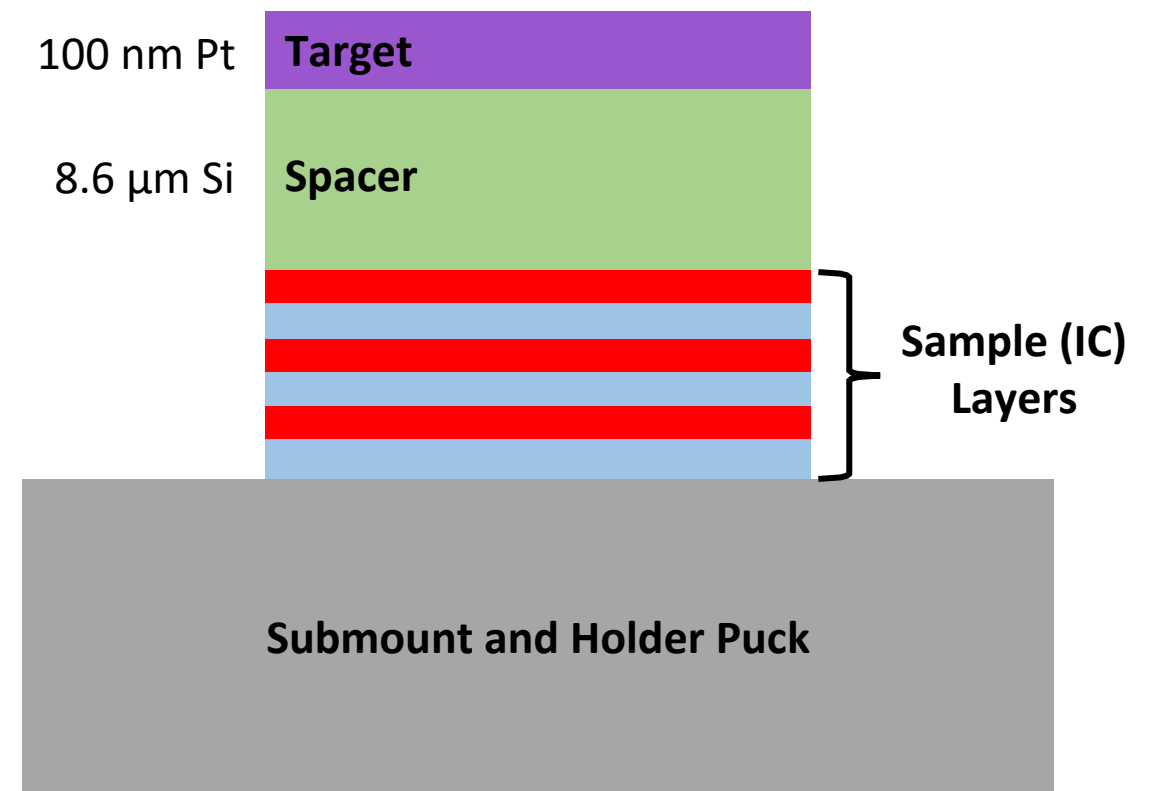 100 nm Pt
Target
8.6 µm Si
Spacer
Sample (IC)
Layers
Submount and Holder Puck